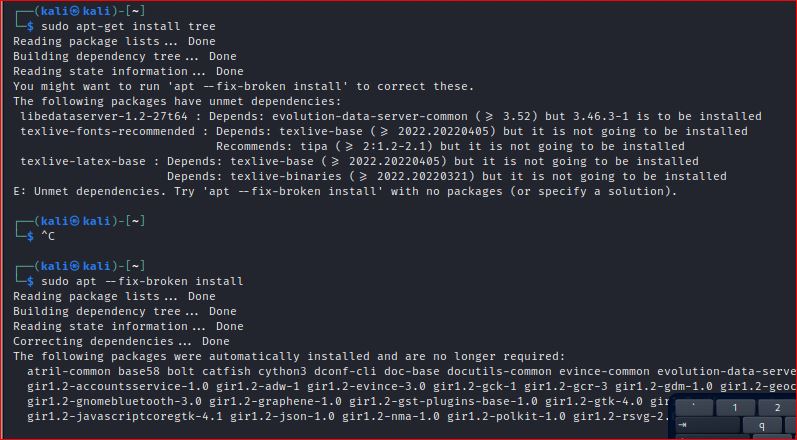 ┌──(kali㉿kali)-[~]
└─$ sudo apt-get install tree
Reading package lists... Done
Building dependency tree... Done
Reading state information... Done
You might want to run 'apt --fix-broken install' to correct these.
The following packages have unmet dependencies:
 libedataserver-1.2-27t64 : Depends: evolution-data-server-common (≥ 3.52) but 3.46.3-1 is to be installed
 texlive-fonts-recommended : Depends: texlive-base (≥ 2022.20220405) but it is not going to be installed
                             Recommends: tipa (≥ 2:1.2-2.1) but it is not going to be installed
 texlive-latex-base : Depends: texlive-base (≥ 2022.20220405) but it is not going to be installed
                      Depends: texlive-binaries (≥ 2022.20220321) but it is not going to be installed
E: Unmet dependencies. Try 'apt --fix-broken install' with no packages (or specify a solution).
┌──(kali㉿kali)-[~]
└─$ ^C
┌──(kali㉿kali)-[~]
└─$ sudo apt --fix-broken install
Reading package lists... Done
Building dependency tree... Done
Reading state information... Done
Correcting dependencies... Done
The following packages were automatically installed and are no longer required:
  atril-common base58 bolt catfish cython3 dconf-cli doc-base docutils-common evince-common evolution-data-serve
  gir1.2-accountsservice-1.0 gir1.2-adw-1 gir1.2-evince-3.0 gir1.2-gck-1 gir1.2-gcr-3 gir1.2-gdm-1.0 gir1.2-geoc
  gir1.2-gnomebluetooth-3.0 gir1.2-graphene-1.0 gir1.2-gst-plugins-base-1.0 gir1.2-gtk-4.0
  gir1.2-javascriptcoregtk-4.1 gir1.2-json-1.0 gir1.2-nma-1.0 gir1.2-polkit-1.0 gir1.2-rsvg-2.
` 1 2
⇥ q